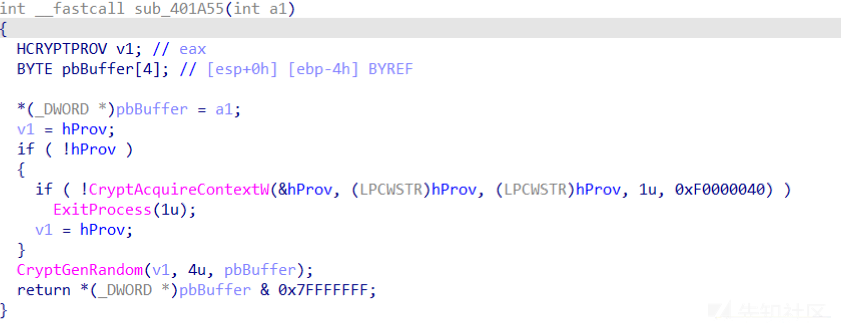 int __fastcall sub_401A55(int a1)
{
  HCRYPTPROV v1; // eax
  BYTE pbBuffer[4]; // [esp+0h] [ebp-4h] BYREF

  *(_DWORD *)pbBuffer = a1;
  v1 = hProv;
  if ( !hProv )
  {
    if ( !CryptAcquireContextW(&hProv, (LPCWSTR)hProv, (LPCWSTR)hProv, 1u, 0xF0000040) )
      ExitProcess(1u);
    v1 = hProv;
  }
  CryptGenRandom(v1, 4u, pbBuffer);
  return *(_DWORD *)pbBuffer & 0x7FFFFFFF;
}
先知社区